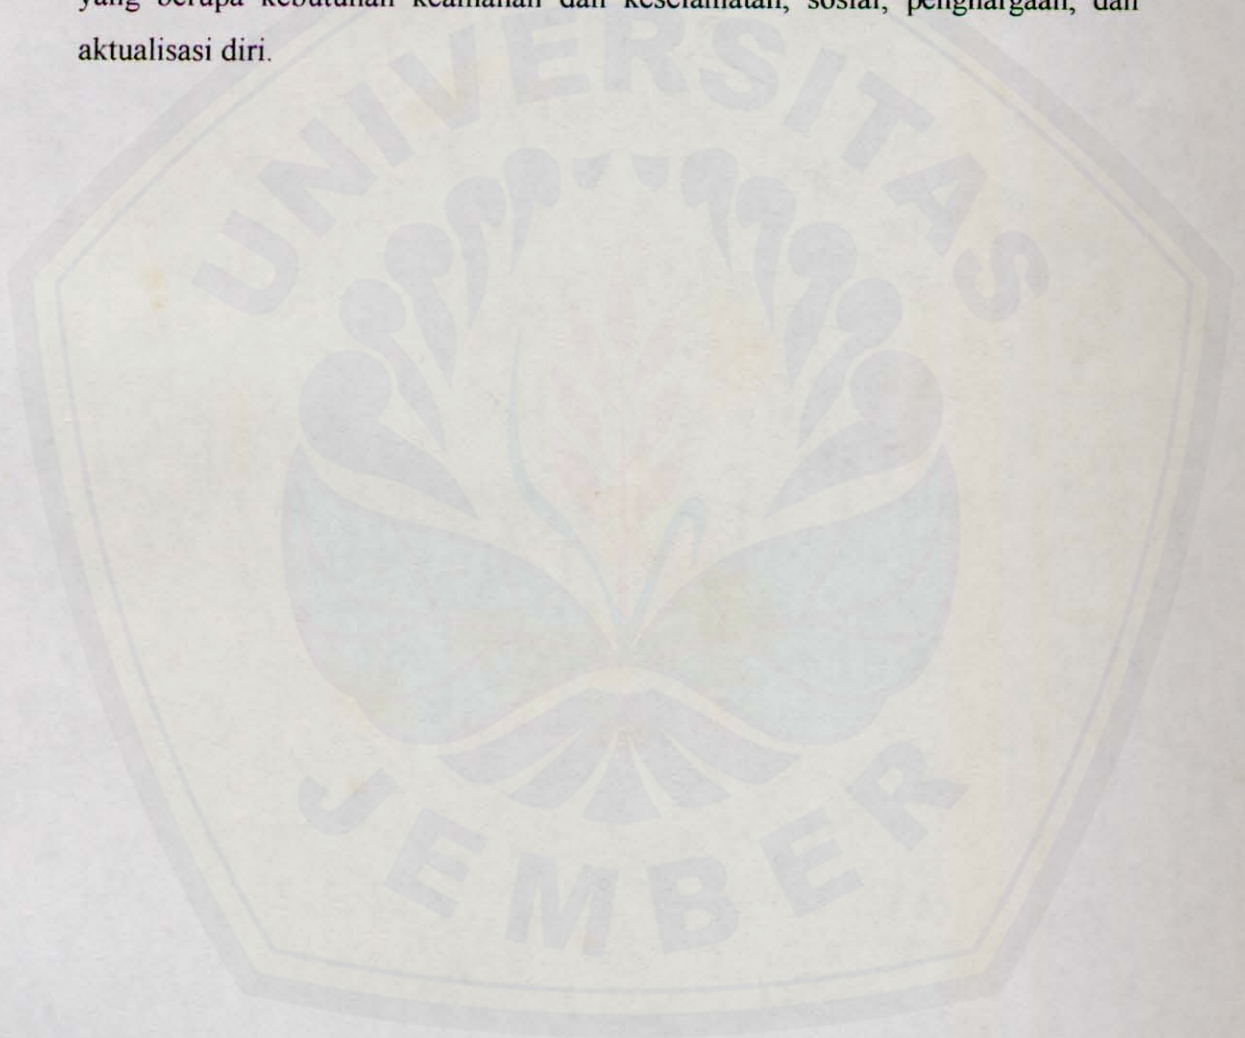 yang berupa kebutuhan keamanan dan keselamatan, sosial, penghargaan, dan
aktualisasi diri.
UNIVERSITAS
JEMBER